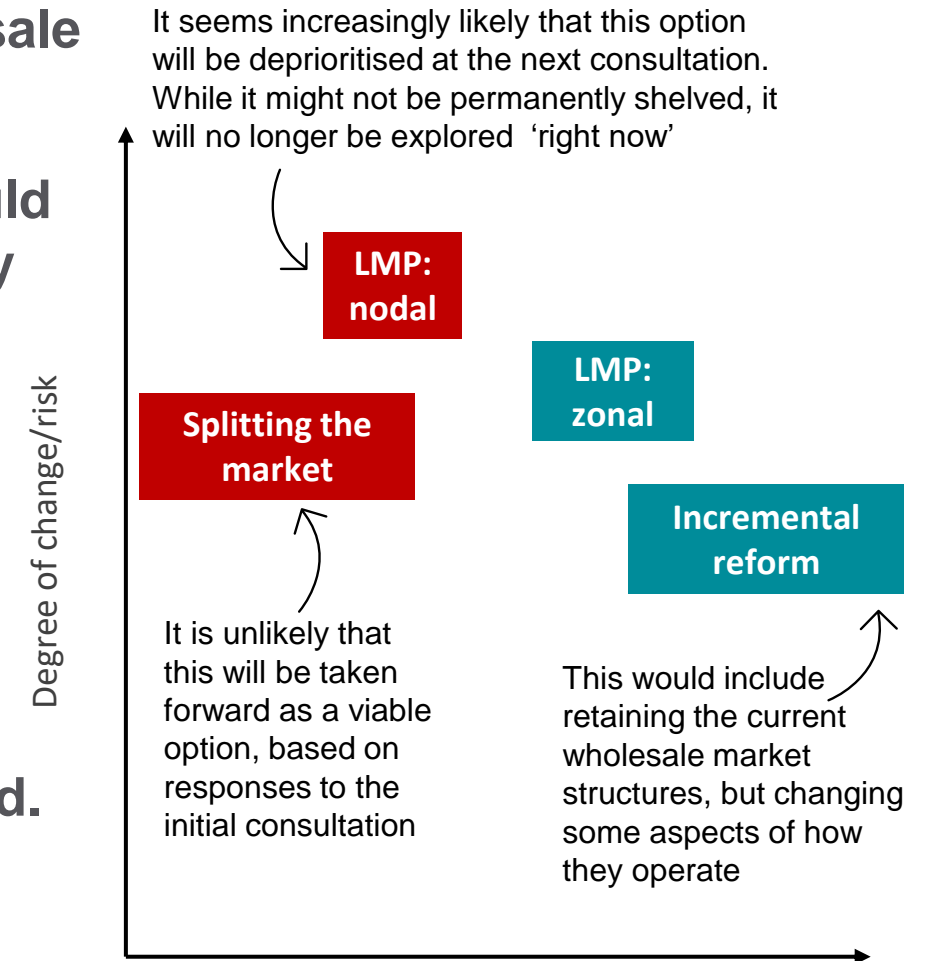 sale
uld
y
d.
It seems increasingly likely that this option
will be deprioritised at the next consultation.
While it might not be permanently shelved, it
will no longer be explored 'right now'
Degree of change/risk
LMP:
nodal
LMP:
zonal
Splitting the
market
Incremental
reform
It is unlikely that
this will be taken
forward as a viable
option, based on
responses to the
initial consultation
This would include
retaining the current
wholesale market
structures, but changing
some aspects of how
they operate